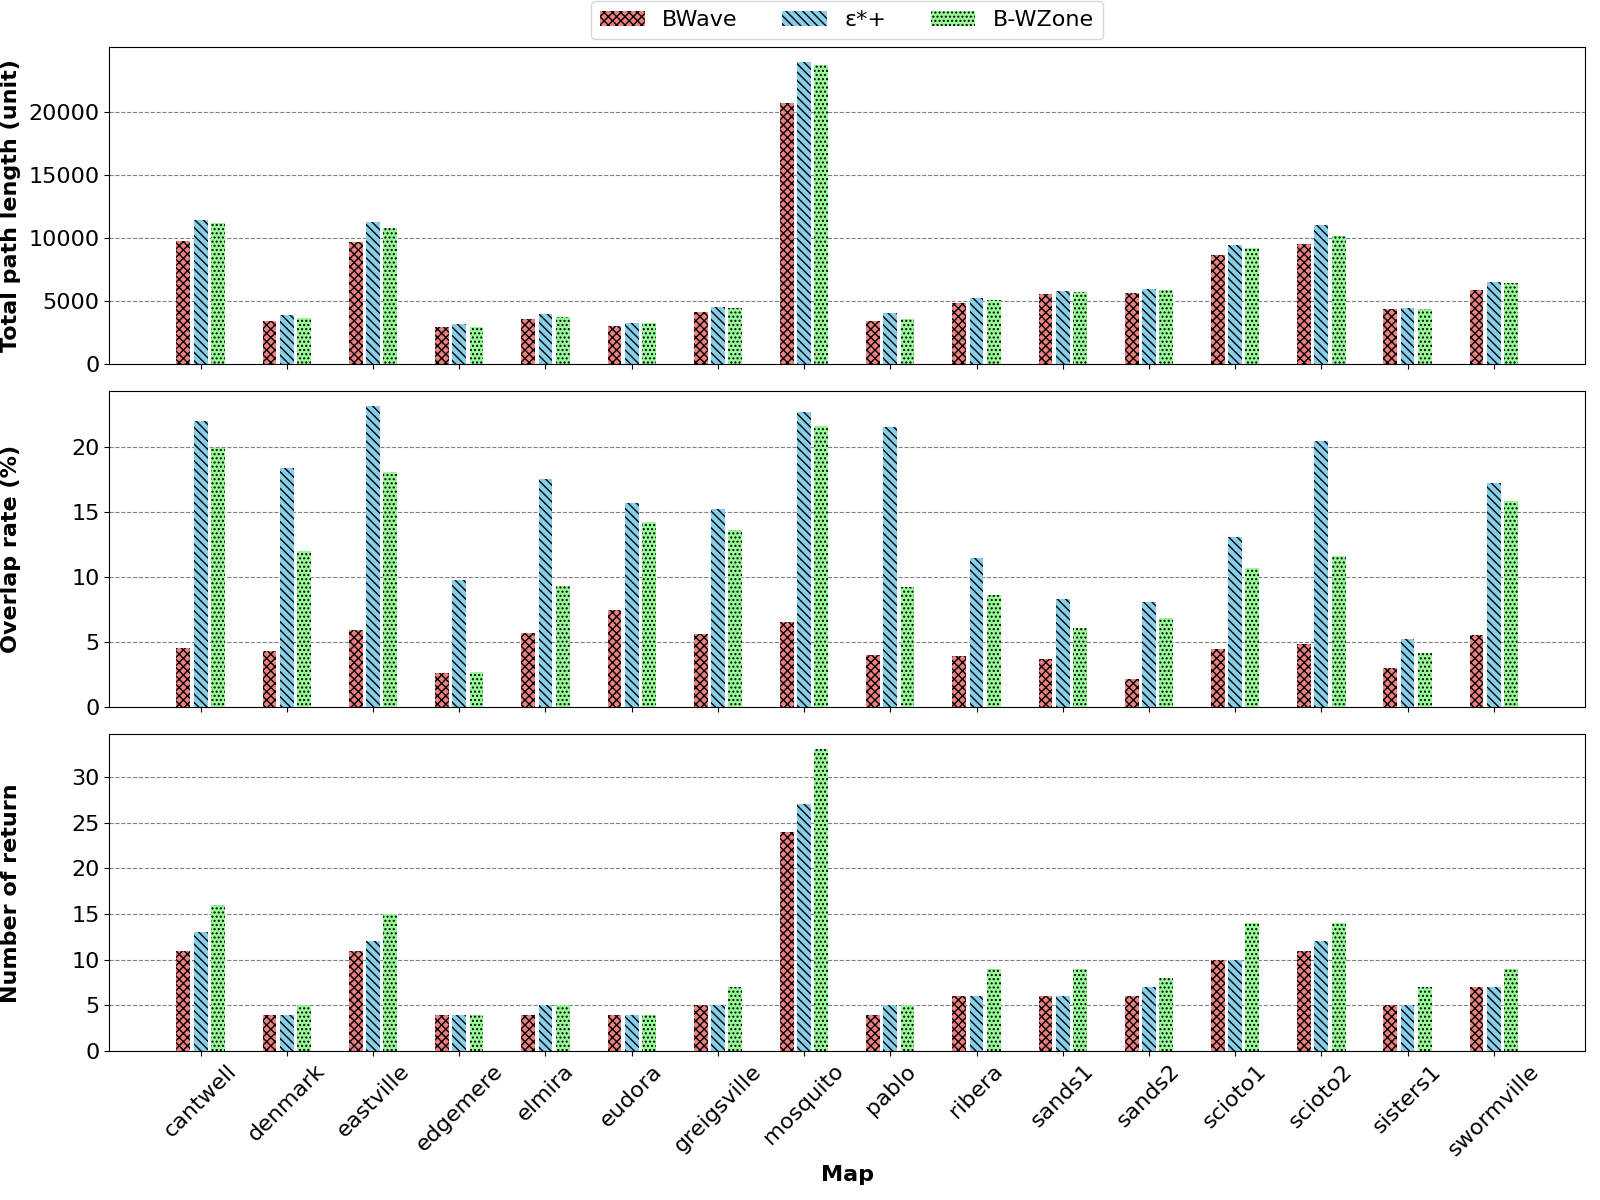 BWave ε*+ B-WZone
Total path length (unit)
20000
15000
10000
5000
0
Overlap rate (%)
20
15
10
5
0
Number of return
30
25
20
15
10
5
0
cantwell denmark eastville edgemere elmira eudora greigsville mosquito pablo ribera sands1 sands2 scioto1 scioto2 sisters1 swormville
Map